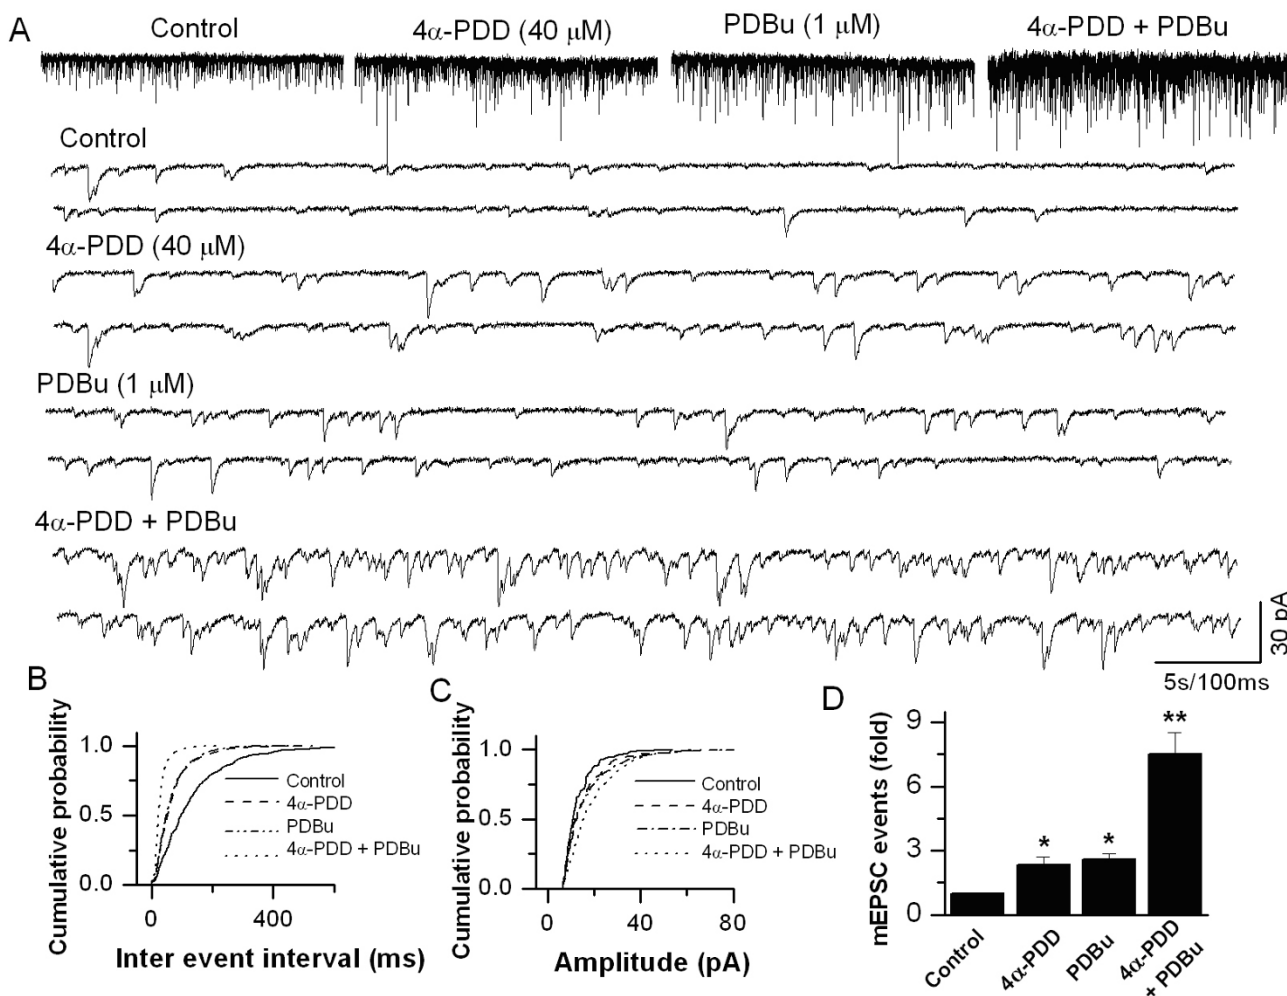 A
Control
4α-PDD (40 μM)
PDBu (1 μM)
4α-PDD + PDBu
Control
4α-PDD (40 μM)
PDBu (1 μM)
4α-PDD + PDBu
30 pA
5s/100ms
B
Cumulative probability
1.0
0.5
0.0
0
400
Inter event interval (ms)
Control
4α-PDD
PDBu
4α-PDD + PDBu
C
Cumulative probability
1.0
0.5
0.0
0
40
80
Amplitude (pA)
Control
4α-PDD
PDBu
4α-PDD + PDBu
D
mEPSC events (fold)
9
6
3
0
*
*
**
Control
4α-PDD
PDBu
4α-PDD
+ PDBu